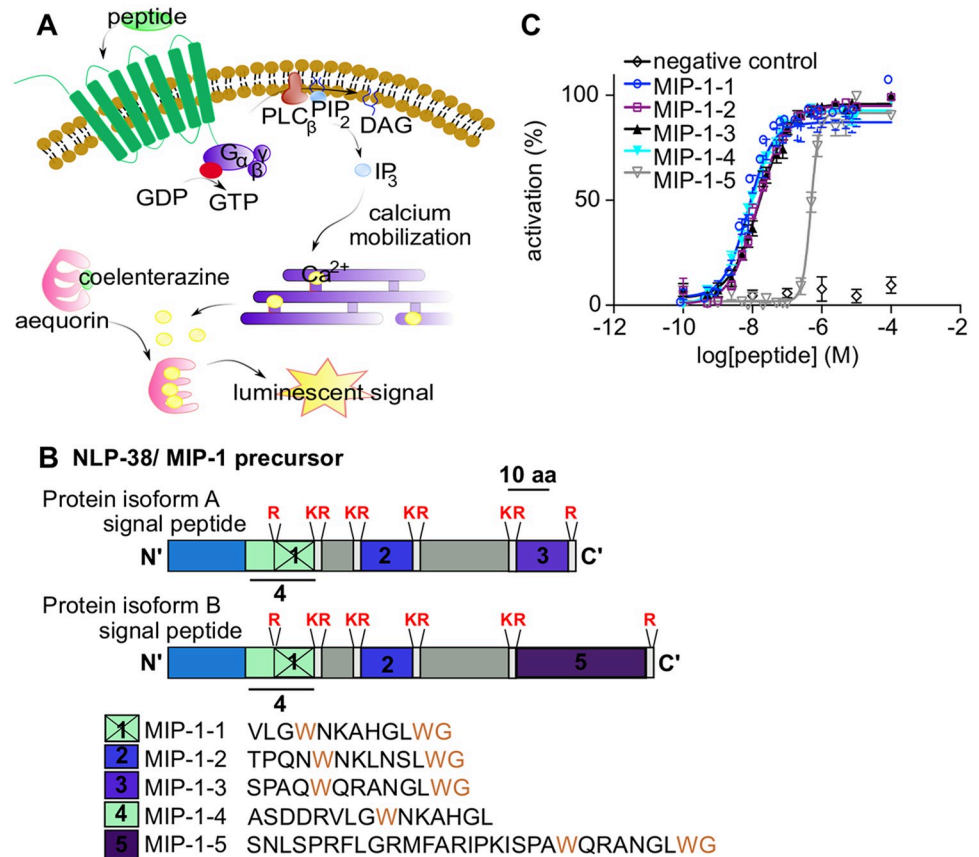 A
peptide
PLCβ
PIP2
DAG
Gα
β
γ
GDP
GTP
IP3
calcium
mobilization
Ca2+
coelenterazine
aequorin
luminescent signal
C
negative control
MIP-1-1
MIP-1-2
MIP-1-3
MIP-1-4
MIP-1-5
activation (%)
100
50
0
-12 -10 -8 -6 -4 -2
log[peptide] (M)
B NLP-38/ MIP-1 precursor
10 aa
Protein isoform A
signal peptide
R KR KR KR KR R
N' 1 2 3 C'
4
Protein isoform B
signal peptide
R KR KR KR KR R
N' 1 2 5 C'
4
1 MIP-1-1 VLGWNKAHGLWG
2 MIP-1-2 TPQNWNKLNSLWG
3 MIP-1-3 SPAQWQRANGLWG
4 MIP-1-4 ASDDRVLGWNKAHGL
5 MIP-1-5 SNLSPRFLGRMFARIPKISPAWQRANGLWG